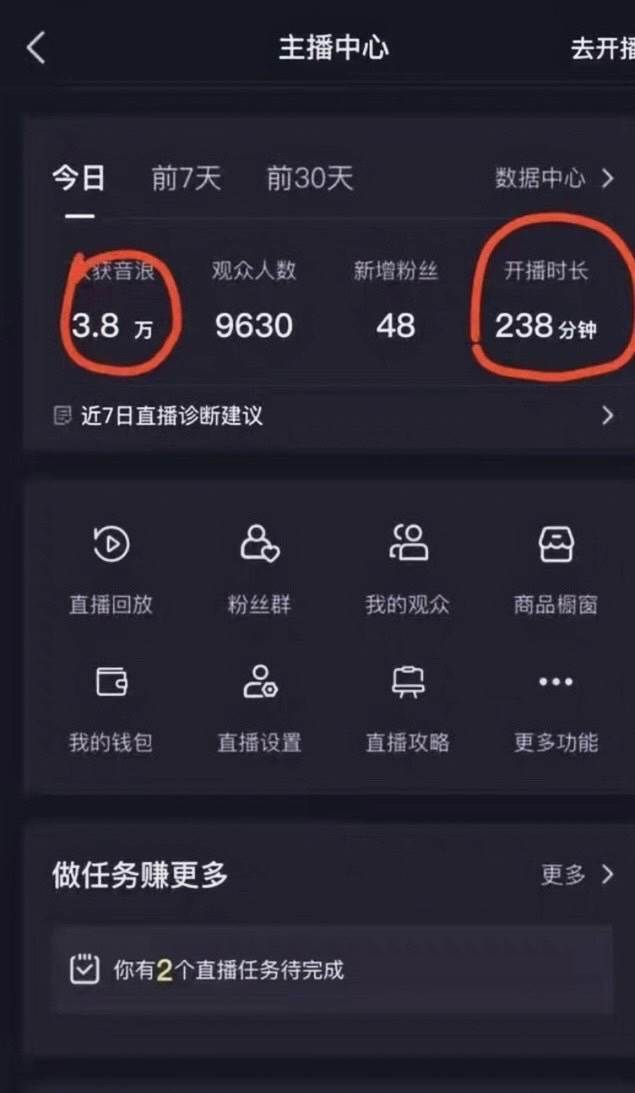 主播中心 去开播
今日 前7天 前30天 数据中心
获音浪 观众人数 新增粉丝 开播时长
3.8 万 9630 48 238分钟
近7日直播诊断建议
直播回放 粉丝群 我的观众 商品橱窗
我的钱包 直播设置 直播攻略 更多功能
做任务赚更多 更多
你有2个直播任务待完成